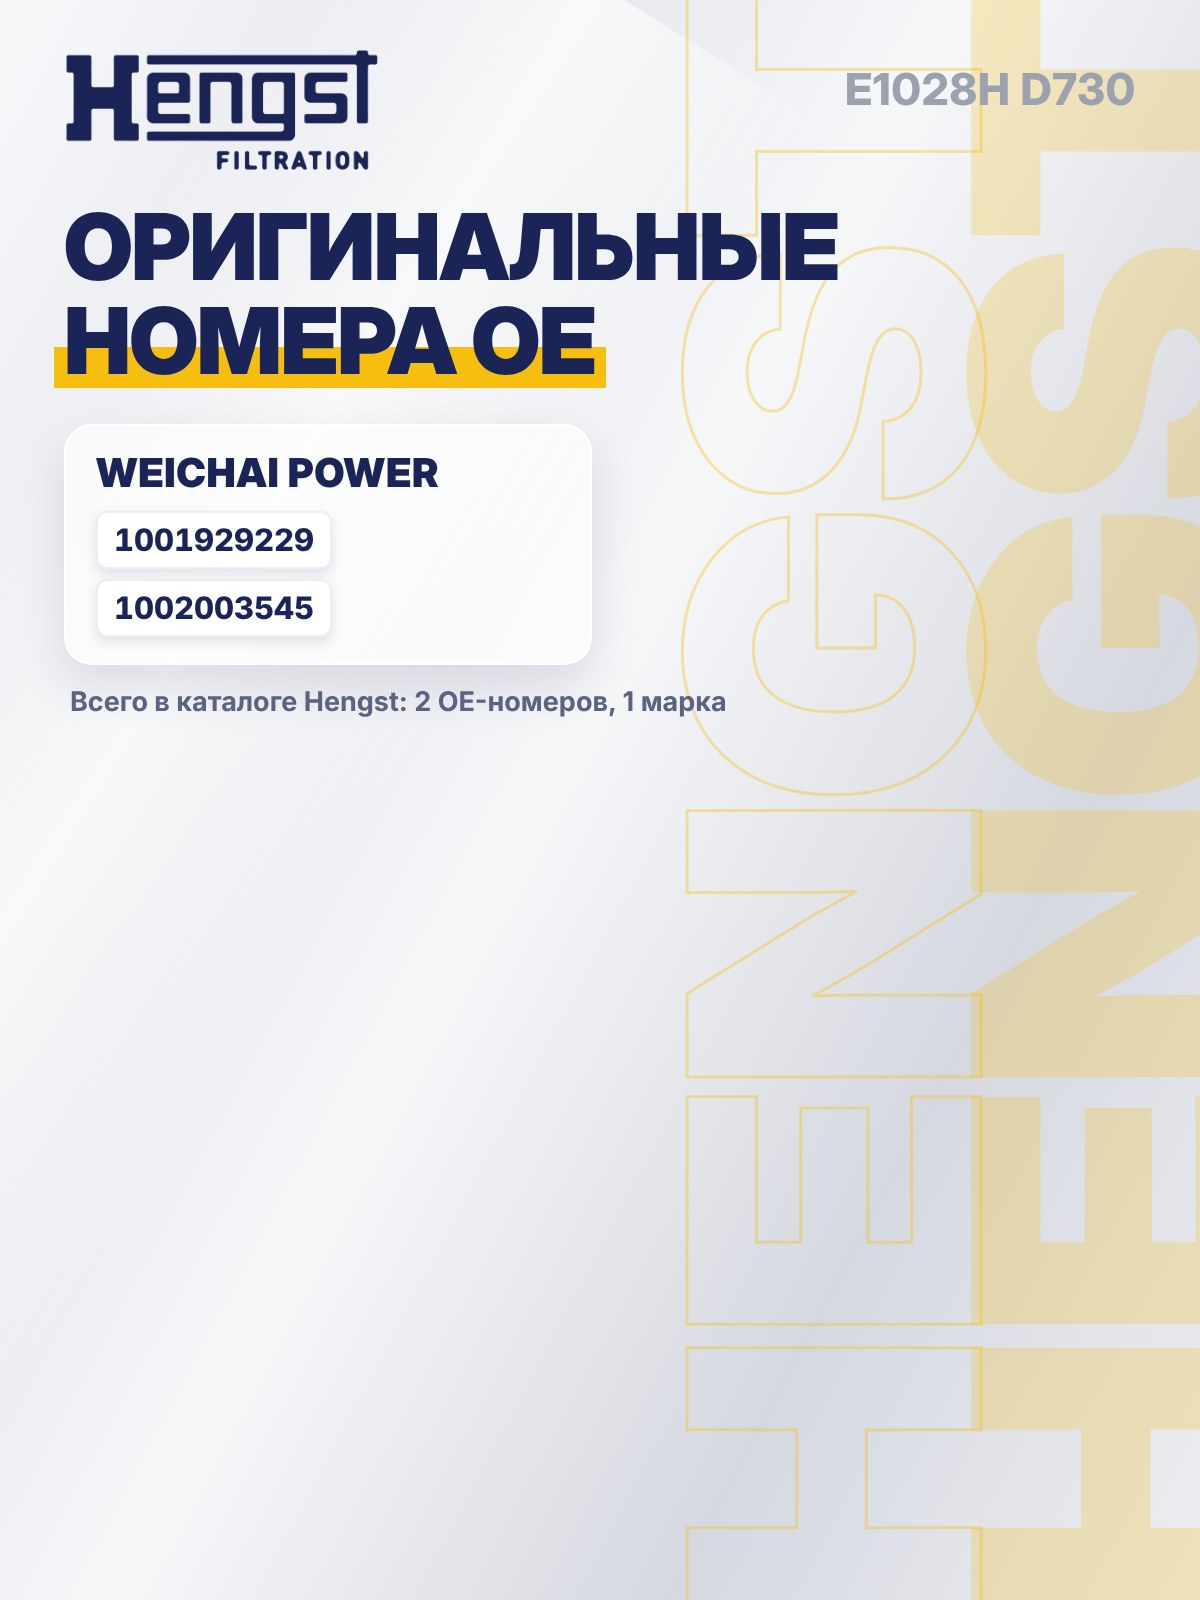 Hengst
FILTRATION
E1028H D730
ОРИГИНАЛЬНЫЕ
НОМЕРА ОЕ
WEICHAI POWER
1001929229
1002003545
Всего в каталоге Hengst: 2 ОЕ-номеров, 1 марка
HENGST
HENGST